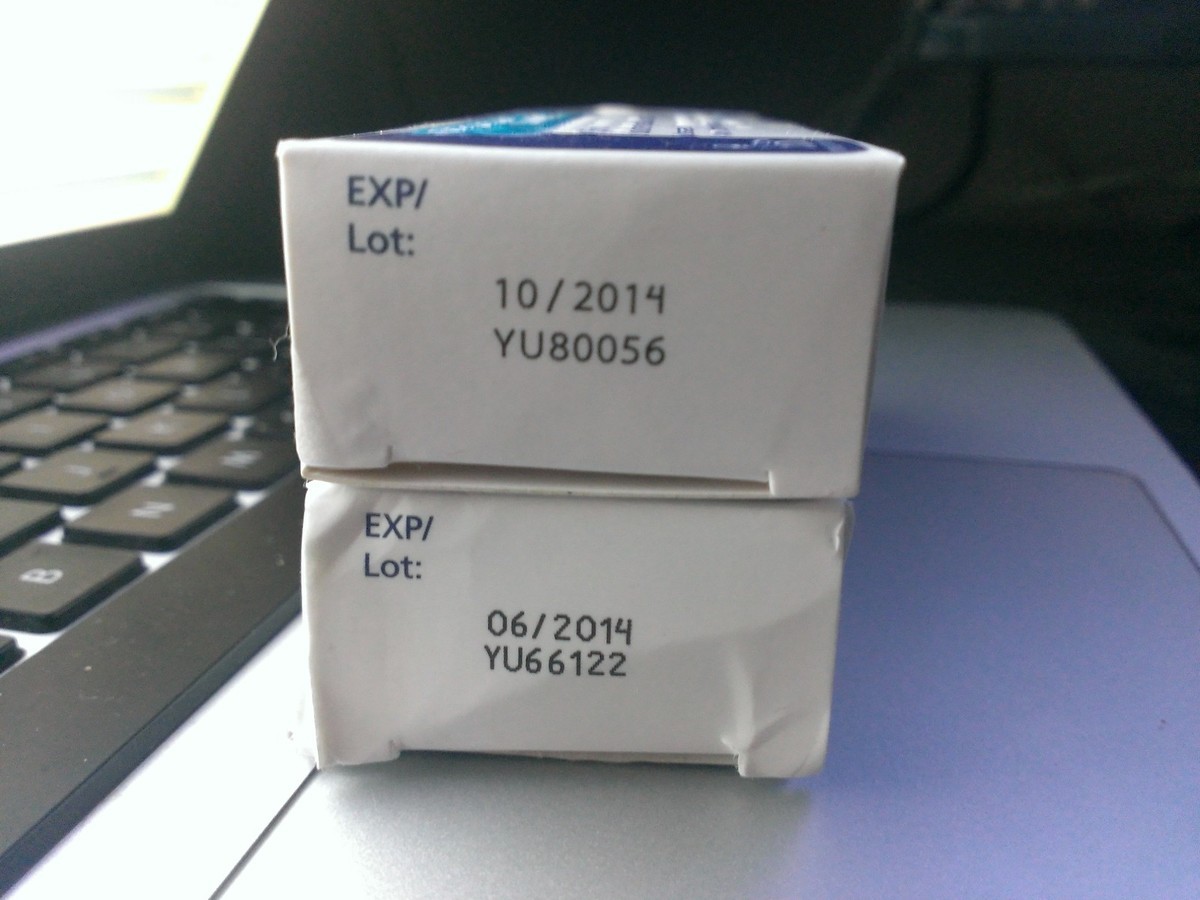 EXP/
Lot:
10/2014
YU80056
EXP/
Lot:
06/2014
YU66122
M
N
B